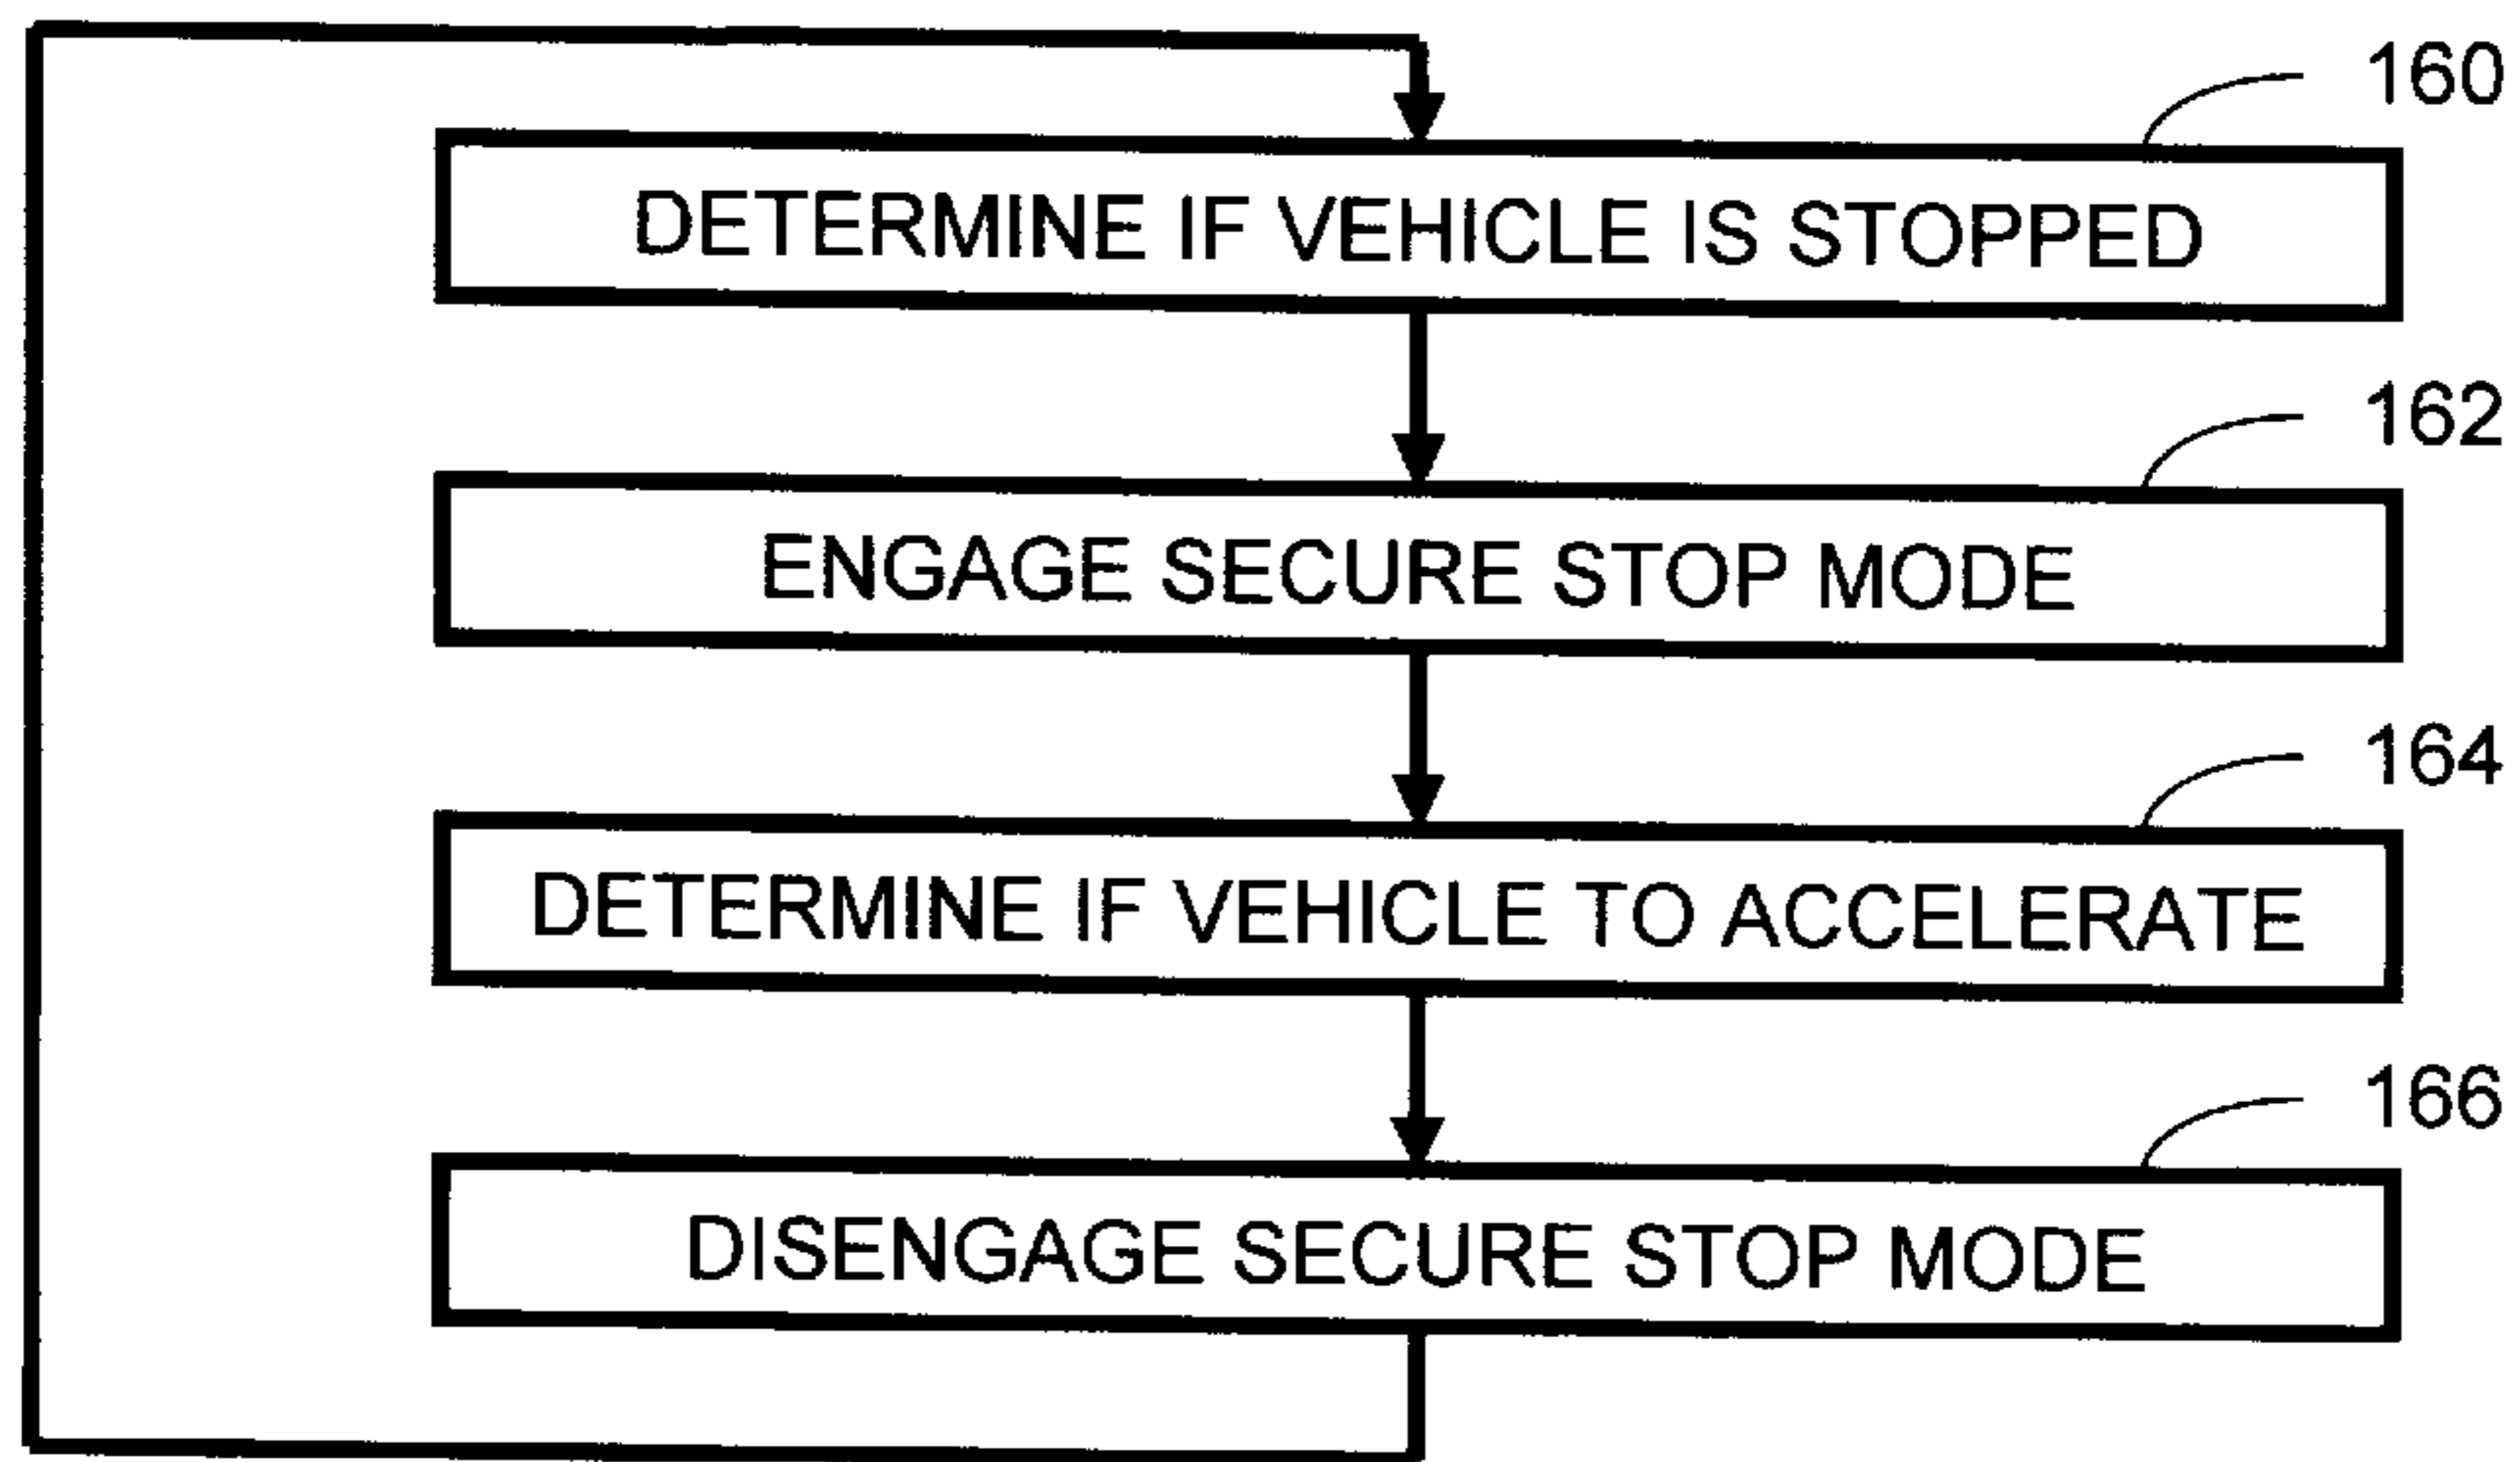 160
DETERMINE IF VEHICLE IS STOPPED
162
ENGAGE SECURE STOP MODE
164
DETERMINE IF VEHICLE TO ACCELERATE
166
DISENGAGE SECURE STOP MODE